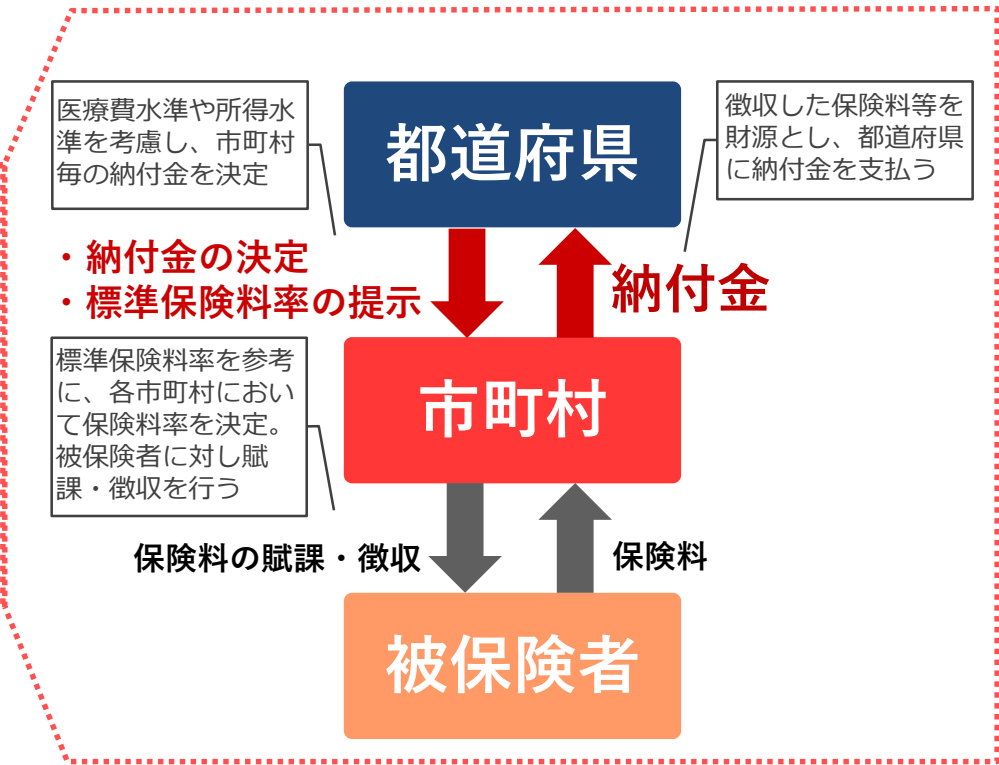 医療費水準や所得水
準を考慮し、市町村
毎の納付金を決定
都道府県
徴収した保険料等を
財源とし、都道府県
に納付金を支払う
・納付金の決定
・標準保険料率の提示
納付金
標準保険料率を参考
に、各市町村におい
て保険料率を決定。
被保険者に対し賦
課・徴収を行う
市町村
保険料の賦課・徴収
保険料
被保険者